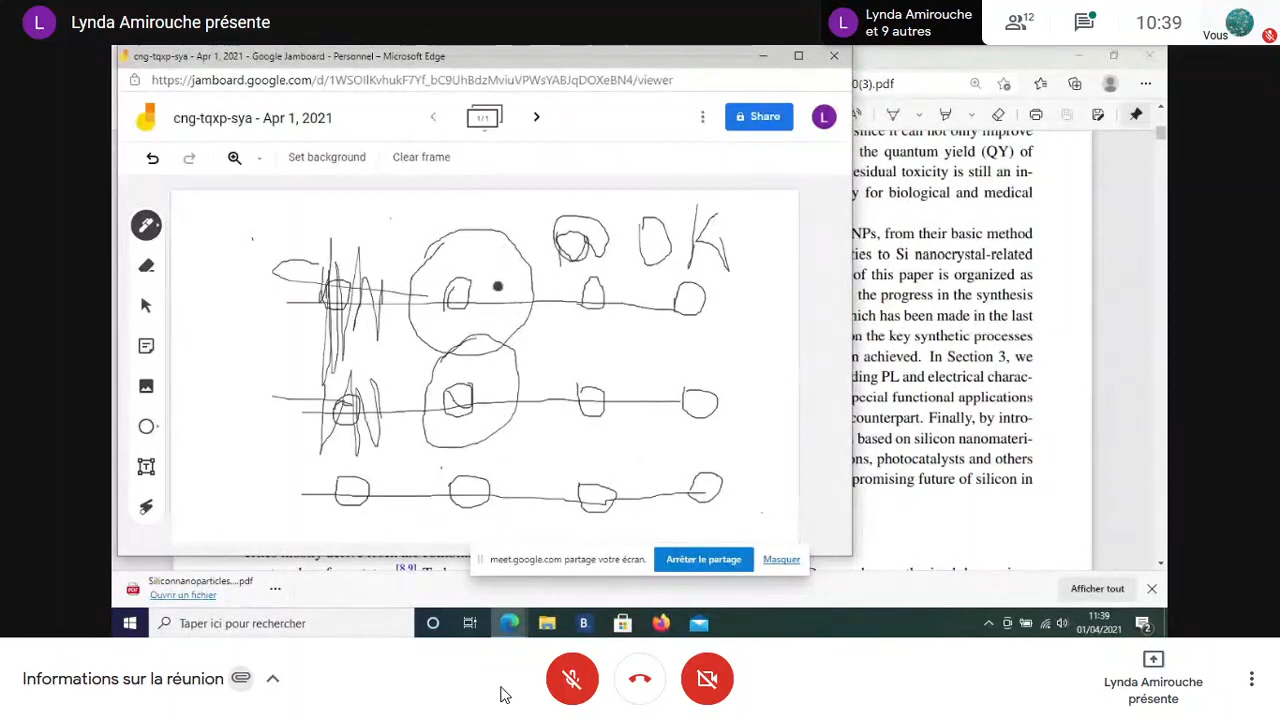 L Lynda Amirouche présente
L Lynda Amirouche et 9 autres
12
10:39
Vous
cng-tqxp-sya - Apr 1, 2021 - Google Jamboard - Personnel – Microsoft Edge
https://jamboard.google.com/d/1WSOIlKvhukF7Yf_bC9UhBdzMviuVPWsYABJqDOXeBN4/viewer
0(3).pdf
cng-tqxp-sya - Apr 1, 2021
1/1
Share
L
Set background
Clear frame
since it can not only improve
the quantum yield (QY) of
residual toxicity is still an in-
y for biological and medical
NPs, from their basic method
ties to Si nanocrystal-related
of this paper is organized as
the progress in the synthesis
hich has been made in the last
on the key synthetic processes
en achieved. In Section 3, we
ding PL and electrical charac-
special functional applications
counterpart. Finally, by intro-
based on silicon nanomateri-
ons, photocatalysts and others
promising future of silicon in
0 K
meet.google.com partage votre écran.
Arrêter le partage
Masquer
[8,9]
Siliconnanoparticles....pdf
Ouvrir un fichier
Afficher tout
Taper ici pour rechercher
11:39
01/04/2021
2
Informations sur la réunion
Lynda Amirouche
présente